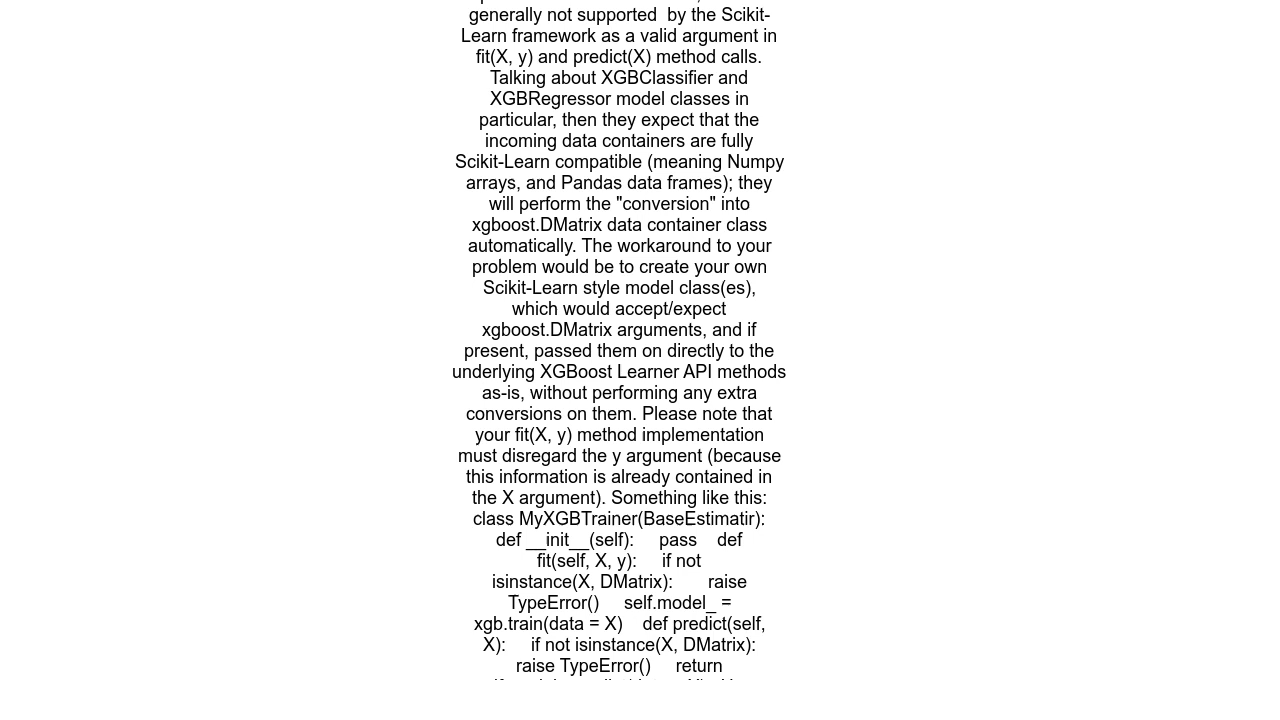 generally not supported  by the Scikit-
Learn framework as a valid argument in
fit(X, y) and predict(X) method calls.
Talking about XGBClassifier and
XGBRegressor model classes in
particular, then they expect that the
incoming data containers are fully
Scikit-Learn compatible (meaning Numpy
arrays, and Pandas data frames); they
will perform the "conversion" into
xgboost.DMatrix data container class
automatically. The workaround to your
problem would be to create your own
Scikit-Learn style model class(es),
which would accept/expect
xgboost.DMatrix arguments, and if
present, passed them on directly to the
underlying XGBoost Learner API methods
as-is, without performing any extra
conversions on them. Please note that
your fit(X, y) method implementation
must disregard the y argument (because
this information is already contained in
the X argument). Something like this:
class MyXGBTrainer(BaseEstimatir):
def __init__(self):     pass    def
fit(self, X, y):     if not
isinstance(X, DMatrix):       raise
TypeError()     self.model_ =
xgb.train(data = X)    def predict(self,
X):     if not isinstance(X, DMatrix):
raise TypeError()     return